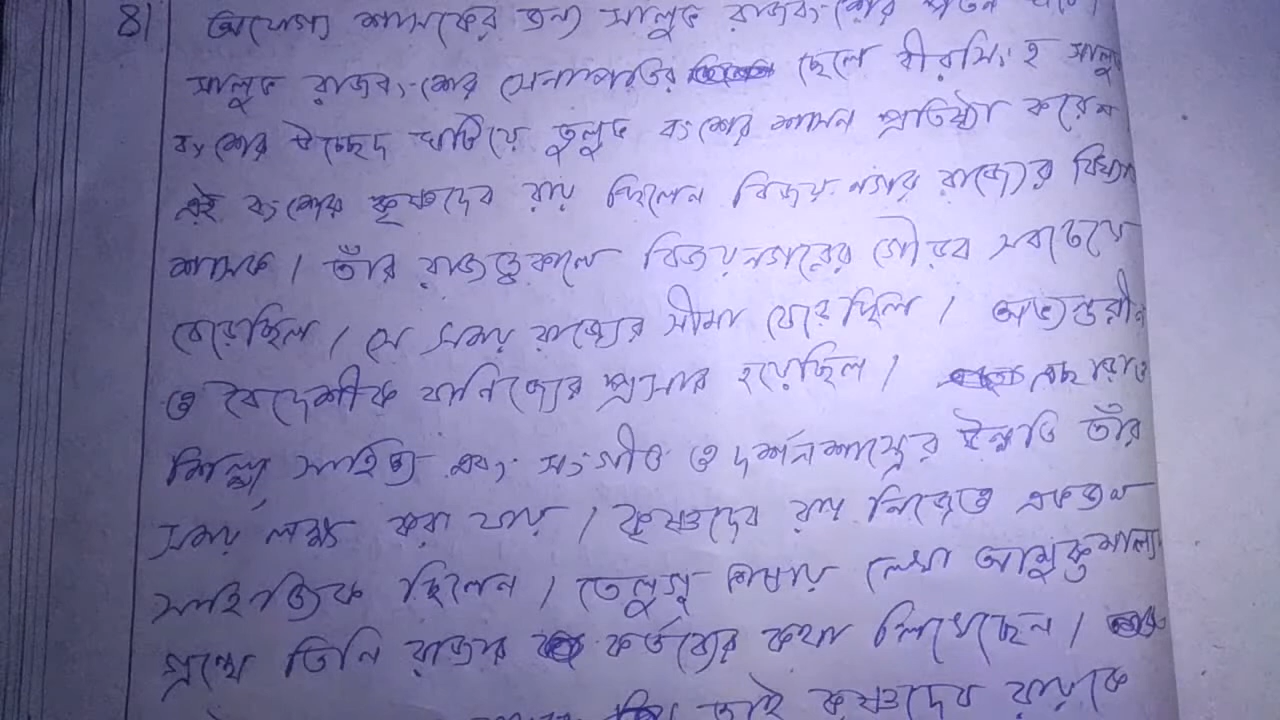 ৪। অযোগ্য শাসকের জন্য সালুভ রাজবংশের পতন ঘটে।
সালুভ রাজবংশের সেনাপতির ছেলে বীরসিংহ সালুভ
বংশের উচ্ছেদ ঘটিয়ে তুলুভ বংশের শাসন প্রতিষ্ঠা করেন
এই বংশের কৃষ্ণদেব রায় ছিলেন বিজয়নগর রাজ্যের বিখ্যাত
শাসক। তাঁর রাজত্বকালে বিজয়নগরের গৌরব সবচেয়ে
বেড়েছিল। সে সময় রাজ্যের সীমা বেড়েছিল। অভ্যন্তরীন
ও বৈদেশীক বানিজ্যের প্রসার হয়েছিল। এছাড়াও
শিল্প, সাহিত্য এবং সংগীত ও দর্শনশাস্ত্রের উন্নতি তাঁর
সময় লক্ষ্য করা যায়। কৃষ্ণদেব রায় নিজেও একজন
সাহিত্যিক ছিলেন। তেলুগু ভাষায় লেখা আমুক্তমাল্যদ
গ্রন্থে তিনি রাজার কর্তব্যের কথা লিখেছেন।
তাই কৃষ্ণদেব রায়কে